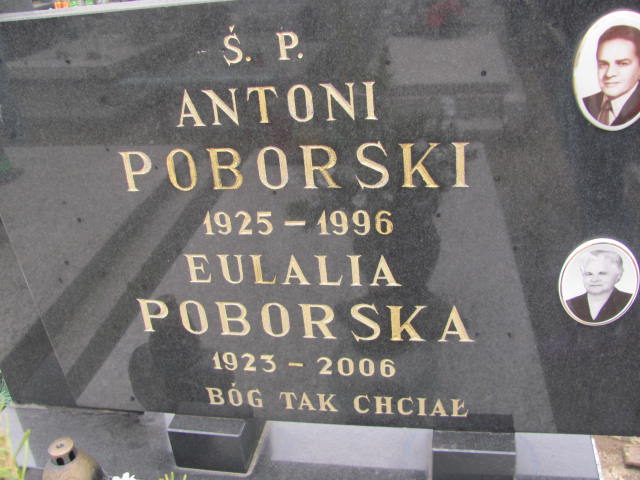 Ś. P.
ANTONI
POBORSKI
1925 - 1996
EULALIA
POBORSKA
1923 - 2006
BÓG TAK CHCIAŁ